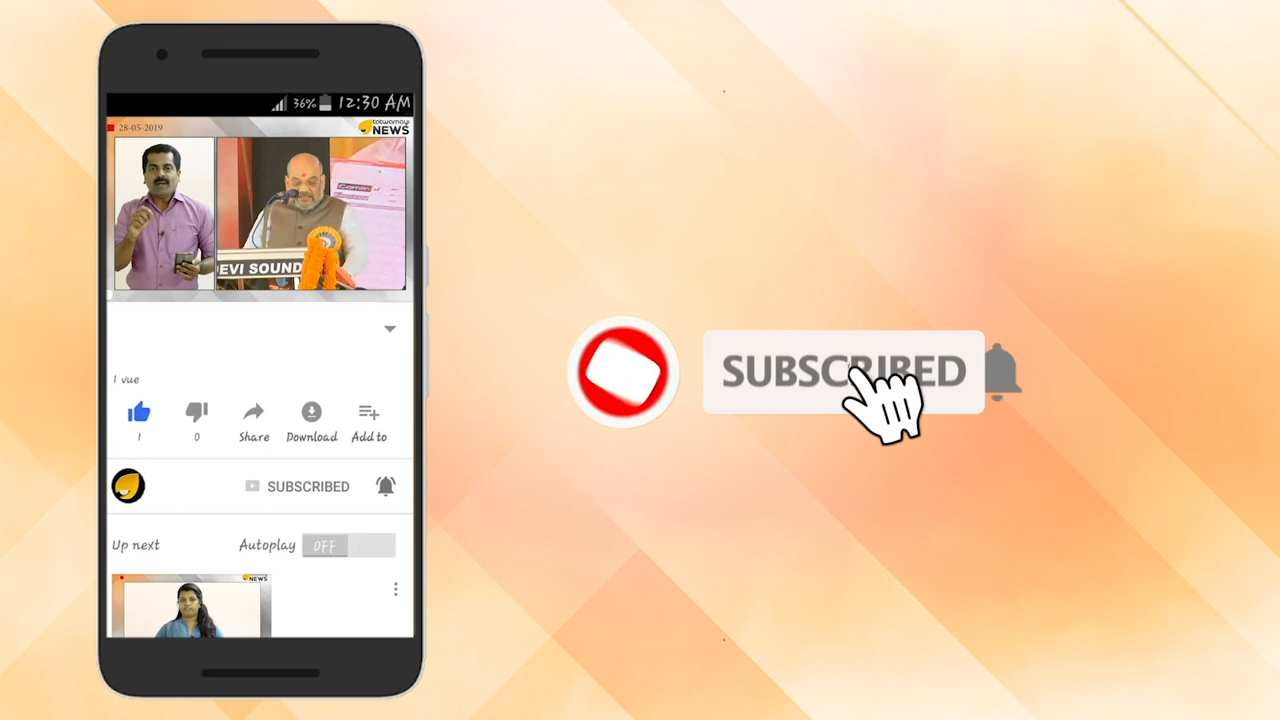 36%
12:30 AM
28-05-2019
tatwamayi
NEWS
DEVI SOUND
1 vue
1
0
Share
Download
Add to
SUBSCRIBED
Up next
Autoplay
OFF
NEWS
SUBSCRIBED